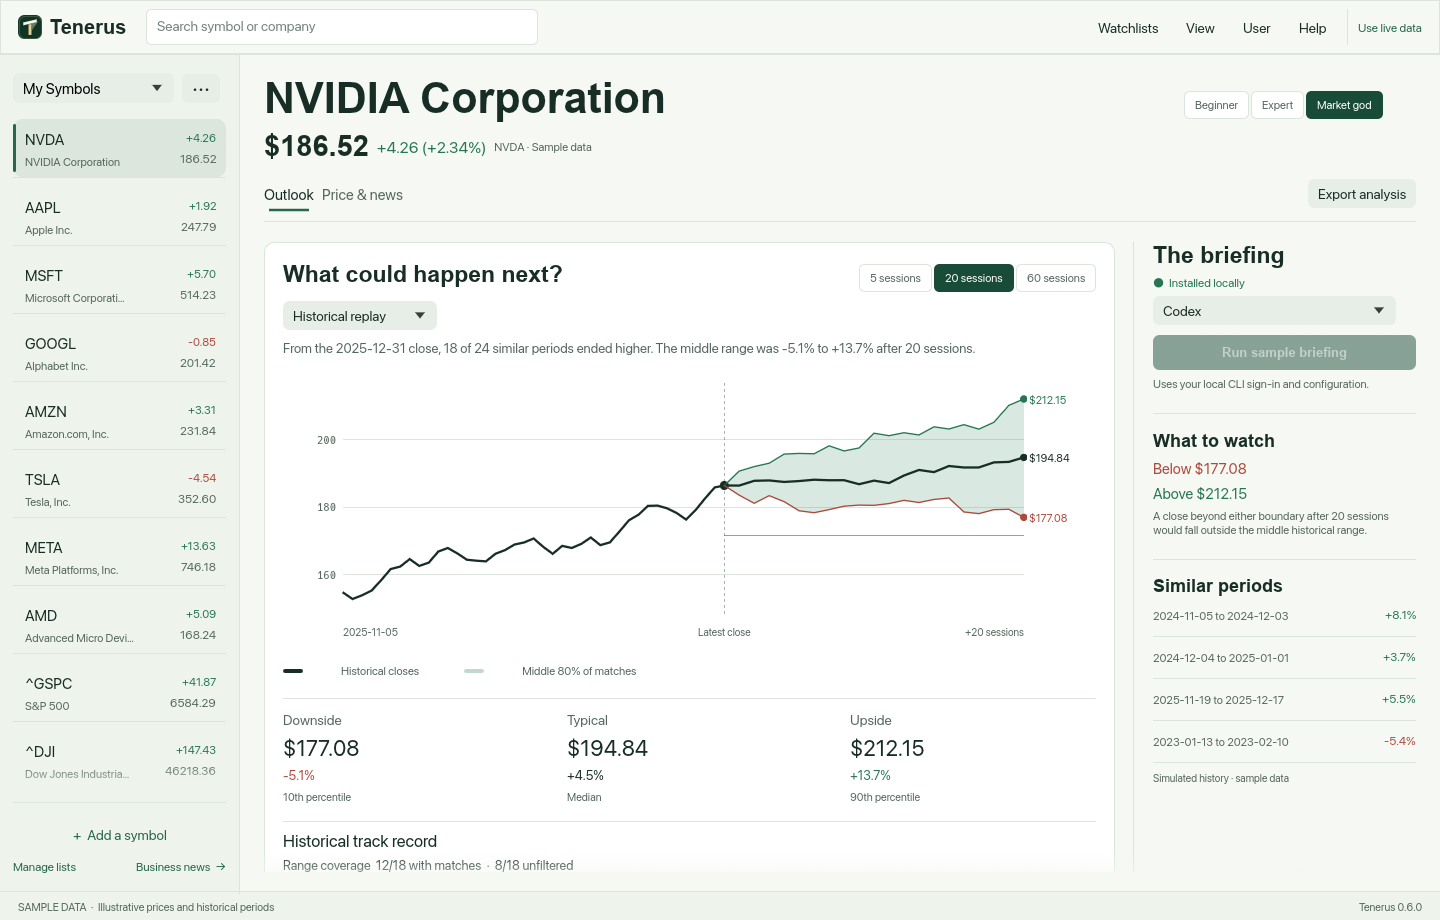 Tenerus
Search symbol or company
Watchlists
View
User
Help
Use live data
My Symbols
NVDA +4.26
NVIDIA Corporation 186.52
AAPL +1.92
Apple Inc. 247.79
MSFT +5.70
Microsoft Corporati... 514.23
GOOGL -0.85
Alphabet Inc. 201.42
AMZN +3.31
Amazon.com, Inc. 231.84
TSLA -4.54
Tesla, Inc. 352.60
META +13.63
Meta Platforms, Inc. 746.18
AMD +5.09
Advanced Micro Devi... 168.24
^GSPC +41.87
S&P 500 6584.29
^DJI +147.43
Dow Jones Industria... 46218.36
+ Add a symbol
Manage lists
Business news →
NVIDIA Corporation
$186.52 +4.26 (+2.34%) NVDA · Sample data
Beginner
Expert
Market god
Outlook
Price & news
Export analysis
What could happen next?
5 sessions
20 sessions
60 sessions
Historical replay
From the 2025-12-31 close, 18 of 24 similar periods ended higher. The middle range was -5.1% to +13.7% after 20 sessions.
$212.15
200
$194.84
180
$177.08
160
2025-11-05
Latest close
+20 sessions
Historical closes
Middle 80% of matches
Downside
$177.08
-5.1%
10th percentile
Typical
$194.84
+4.5%
Median
Upside
$212.15
+13.7%
90th percentile
Historical track record
Range coverage 12/18 with matches · 8/18 unfiltered
The briefing
Installed locally
Codex
Run sample briefing
Uses your local CLI sign-in and configuration.
What to watch
Below $177.08
Above $212.15
A close beyond either boundary after 20 sessions
would fall outside the middle historical range.
Similar periods
2024-11-05 to 2024-12-03 +8.1%
2024-12-04 to 2025-01-01 +3.7%
2025-11-19 to 2025-12-17 +5.5%
2023-01-13 to 2023-02-10 -5.4%
Simulated history · sample data
SAMPLE DATA · Illustrative prices and historical periods
Tenerus 0.6.0